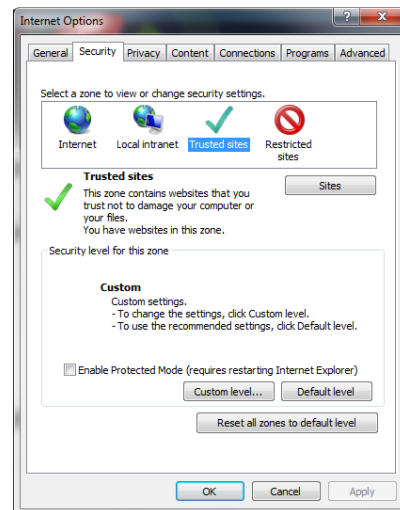 Internet Options
?
X
General Security Privacy Content Connections Programs Advanced
Select a zone to view or change security settings.
Internet Local intranet Trusted sites Restricted
sites
Trusted sites
Sites
This zone contains websites that you
trust not to damage your computer or
your files.
You have websites in this zone.
Security level for this zone
Custom
Custom settings.
- To change the settings, click Custom level.
- To use the recommended settings, click Default level.
Enable Protected Mode (requires restarting Internet Explorer)
Custom level... Default level
Reset all zones to default level
OK Cancel Apply